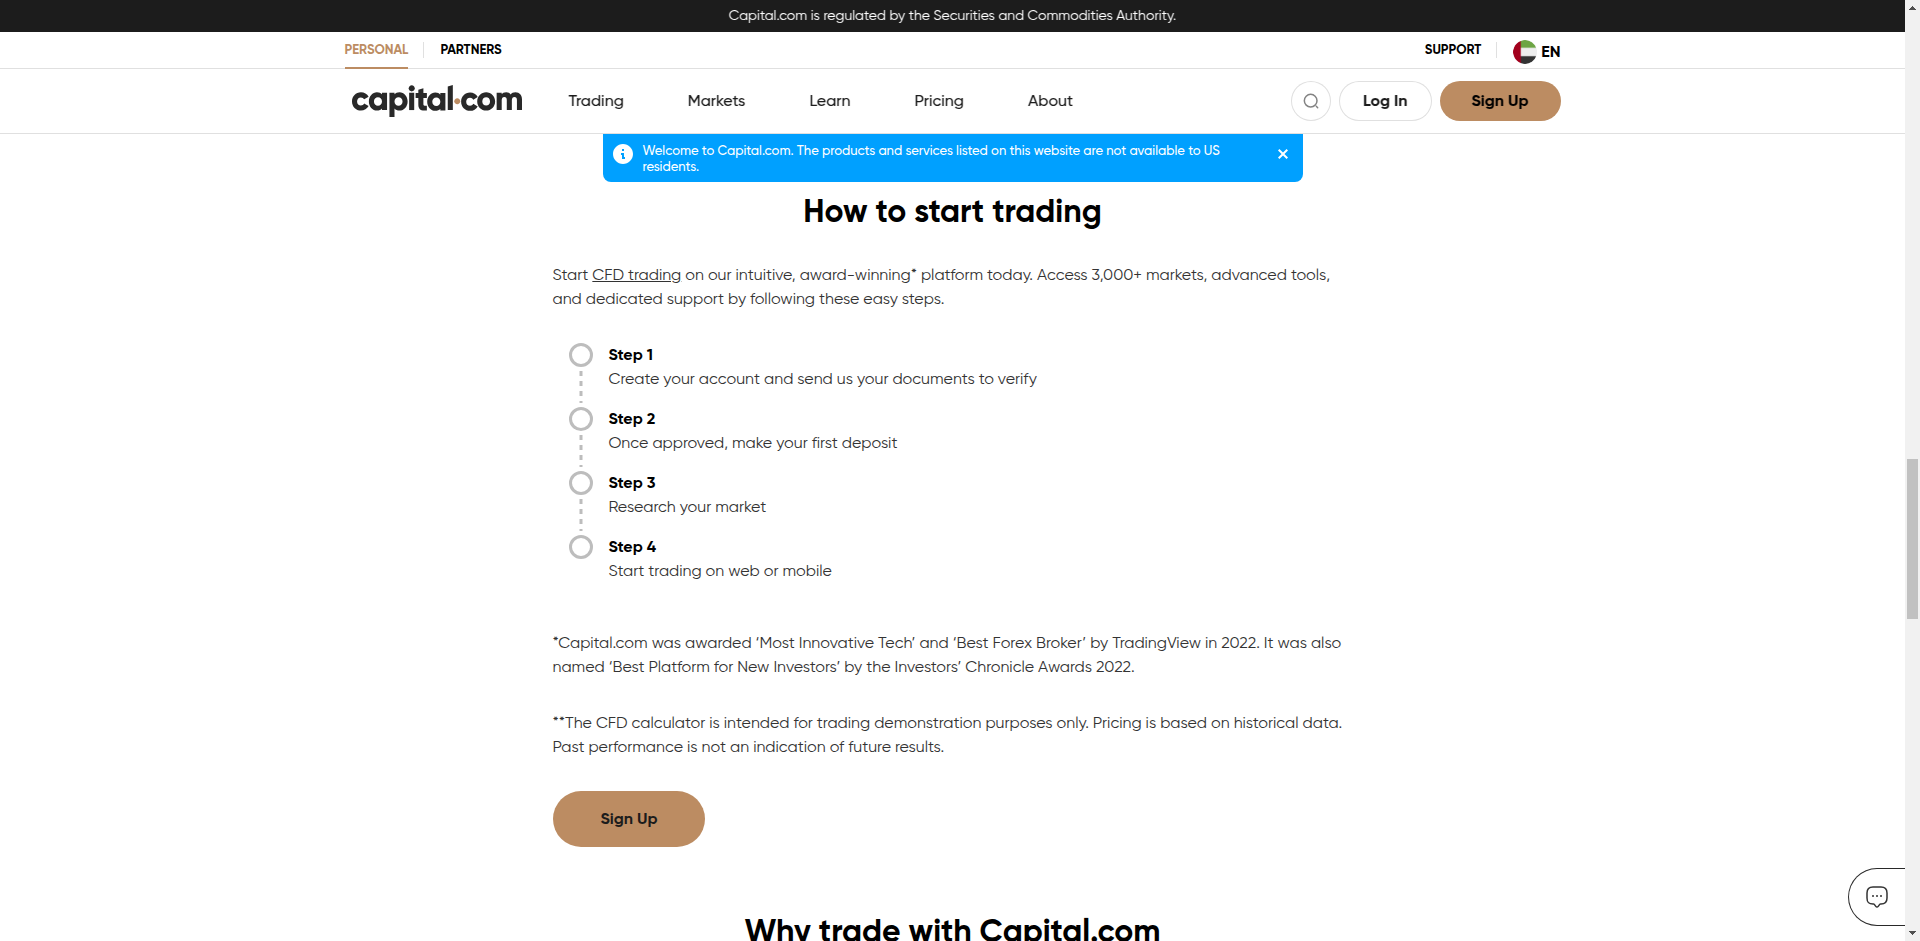 Capital.com is regulated by the Securities and Commodities Authority.
PERSONAL
PARTNERS
SUPPORT
EN
capital.com
Trading
Markets
Learn
Pricing
About
Log In
Sign Up
Welcome to Capital.com. The products and services listed on this website are not available to US
residents.
How to start trading
Start CFD trading on our intuitive, award-winning* platform today. Access 3,000+ markets, advanced tools,
and dedicated support by following these easy steps.
Step 1
Create your account and send us your documents to verify
Step 2
Once approved, make your first deposit
Step 3
Research your market
Step 4
Start trading on web or mobile
*Capital.com was awarded ‘Most Innovative Tech’ and ‘Best Forex Broker’ by TradingView in 2022. It was also
named ‘Best Platform for New Investors’ by the Investors’ Chronicle Awards 2022.
**The CFD calculator is intended for trading demonstration purposes only. Pricing is based on historical data.
Past performance is not an indication of future results.
Sign Up
Why trade with Capital.com